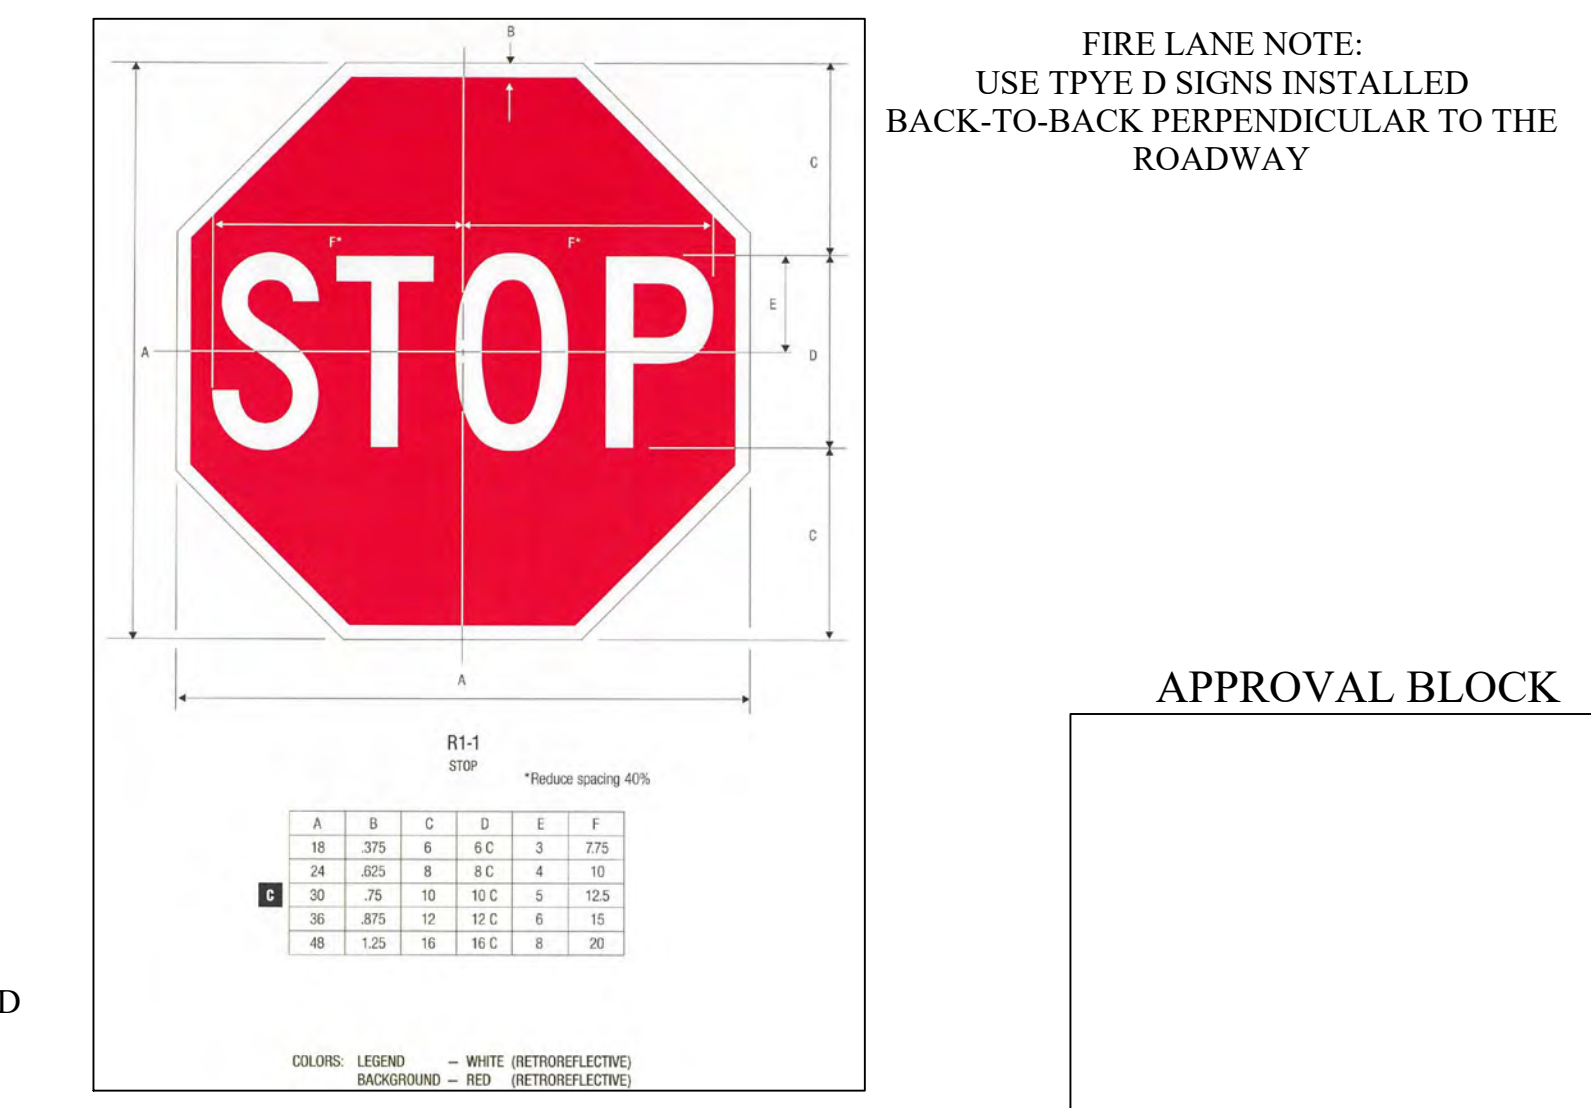 B
C
F*
F*
STOP
E
A
D
C
A
R1-1
STOP
*Reduce spacing 40%
A B C D E F
18 .375 6 6 C 3 7.75
24 .625 8 8 C 4 10
C 30 .75 10 10 C 5 12.5
36 .875 12 12 C 6 15
48 1.25 16 16 C 8 20
COLORS: LEGEND – WHITE (RETROREFLECTIVE)
BACKGROUND – RED (RETROREFLECTIVE)
D
FIRE LANE NOTE:
USE TPYE D SIGNS INSTALLED
BACK-TO-BACK PERPENDICULAR TO THE
ROADWAY
APPROVAL BLOCK